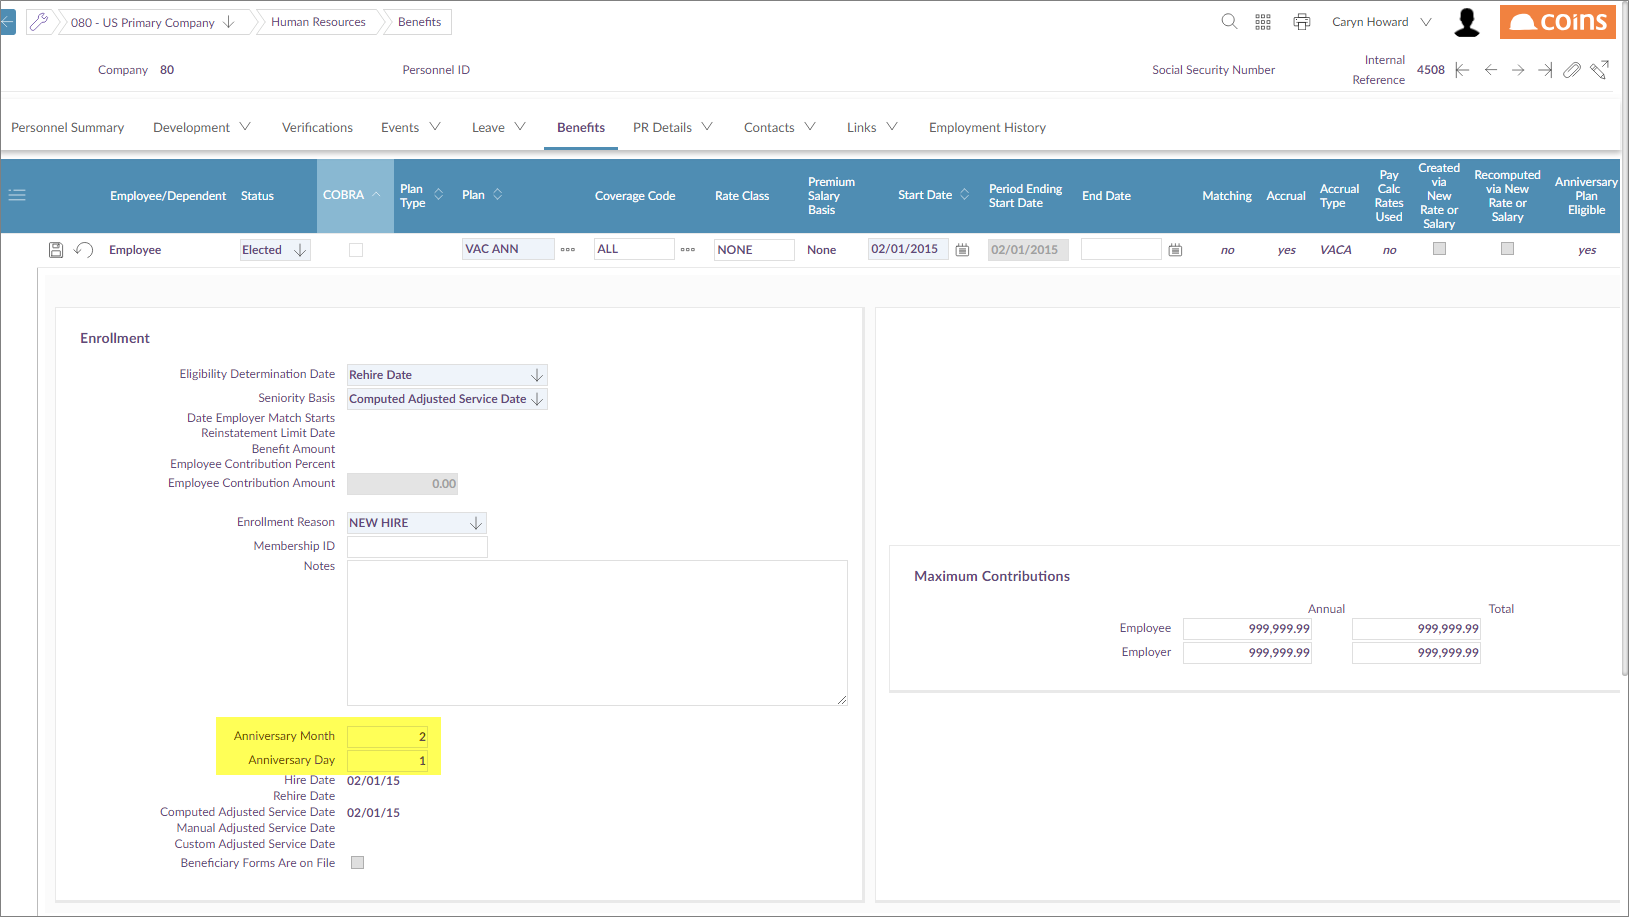 080 - US Primary Company
Human Resources
Benefits
Caryn Howard
coins
Company 80
Personnel ID
Social Security Number
Internal
Reference
4508
Personnel Summary
Development
Verifications
Events
Leave
Benefits
PR Details
Contacts
Links
Employment History
Employee/Dependent
Status
COBRA
Plan
Type
Plan
Coverage Code
Rate Class
Premium
Salary
Basis
Start Date
Period Ending
Start Date
End Date
Matching
Accrual
Accrual
Type
Pay
Calc
Rates
Used
Created
via
New
Rate or
Salary
Recomputed
via New
Rate or
Salary
Anniversary
Plan
Eligible
Employee
Elected
VAC ANN
ALL
NONE
None
02/01/2015
02/01/2015
no
yes
VACA
no
yes
Enrollment
Eligibility Determination Date Rehire Date
Seniority Basis Computed Adjusted Service Date
Date Employer Match Starts
Reinstatement Limit Date
Benefit Amount
Employee Contribution Percent
Employee Contribution Amount 0.00
Enrollment Reason NEW HIRE
Membership ID
Notes
Anniversary Month 2
Anniversary Day 1
Hire Date 02/01/15
Rehire Date
Computed Adjusted Service Date 02/01/15
Manual Adjusted Service Date
Custom Adjusted Service Date
Beneficiary Forms Are on File
Maximum Contributions
Annual Total
Employee 999,999.99 999,999.99
Employer 999,999.99 999,999.99